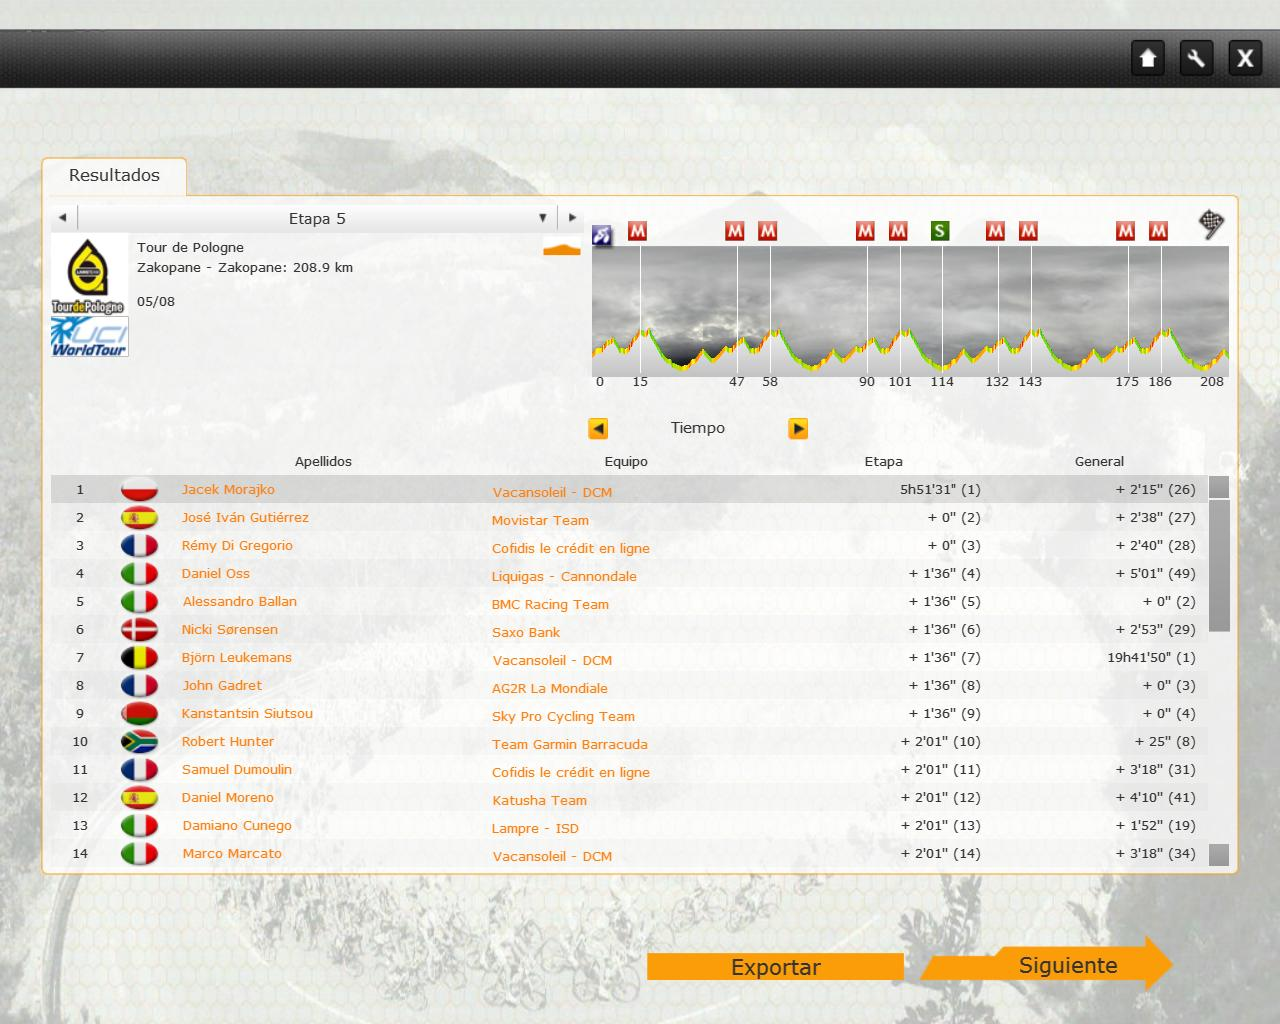 X
Resultados
Etapa 5
Tour de Pologne
Zakopane - Zakopane: 208.9 km
05/08
TourdePologne
UCI
WorldTour
M M M M M S M M M M
0 15 47 58 90 101 114 132 143 175 186 208
Tiempo
Apellidos Equipo Etapa General
1 Jacek Morajko Vacansoleil - DCM 5h51'31" (1) + 2'15" (26)
2 José Iván Gutiérrez Movistar Team + 0" (2) + 2'38" (27)
3 Rémy Di Gregorio Cofidis le crédit en ligne + 0" (3) + 2'40" (28)
4 Daniel Oss Liquigas - Cannondale + 1'36" (4) + 5'01" (49)
5 Alessandro Ballan BMC Racing Team + 1'36" (5) + 0" (2)
6 Nicki Sørensen Saxo Bank + 1'36" (6) + 2'53" (29)
7 Björn Leukemans Vacansoleil - DCM + 1'36" (7) 19h41'50" (1)
8 John Gadret AG2R La Mondiale + 1'36" (8) + 0" (3)
9 Kanstantsin Siutsou Sky Pro Cycling Team + 1'36" (9) + 0" (4)
10 Robert Hunter Team Garmin Barracuda + 2'01" (10) + 25" (8)
11 Samuel Dumoulin Cofidis le crédit en ligne + 2'01" (11) + 3'18" (31)
12 Daniel Moreno Katusha Team + 2'01" (12) + 4'10" (41)
13 Damiano Cunego Lampre - ISD + 2'01" (13) + 1'52" (19)
14 Marco Marcato Vacansoleil - DCM + 2'01" (14) + 3'18" (34)
Exportar
Siguiente